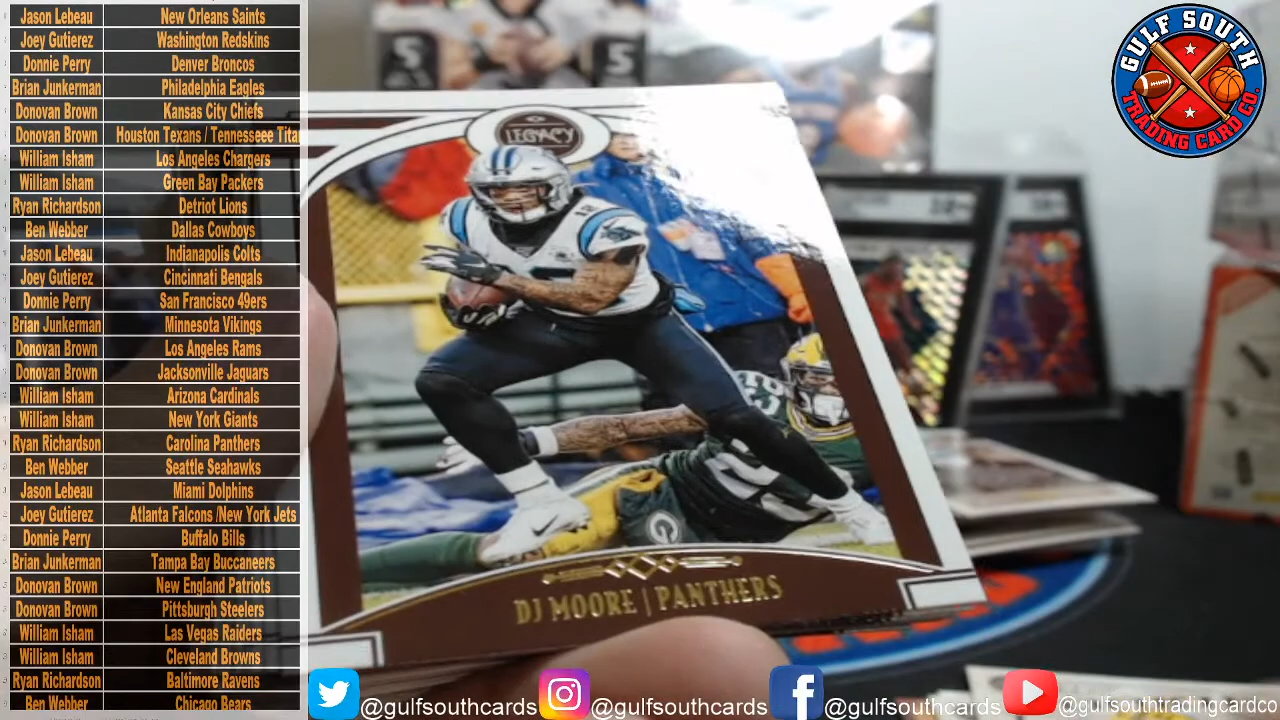 Jason Lebeau New Orleans Saints
Joey Gutierez Washington Redskins
Donnie Perry Denver Broncos
Brian Junkerman Philadelphia Eagles
Donovan Brown Kansas City Chiefs
Donovan Brown Houston Texans / Tennesseee Tita
William Isham Los Angeles Chargers
William Isham Green Bay Packers
Ryan Richardson Detriot Lions
Ben Webber Dallas Cowboys
Jason Lebeau Indianapolis Colts
Joey Gutierez Cincinnati Bengals
Donnie Perry San Francisco 49ers
Brian Junkerman Minnesota Vikings
Donovan Brown Los Angeles Rams
Donovan Brown Jacksonville Jaguars
William Isham Arizona Cardinals
William Isham New York Giants
Ryan Richardson Carolina Panthers
Ben Webber Seattle Seahawks
Jason Lebeau Miami Dolphins
Joey Gutierez Atlanta Falcons /New York Jets
Donnie Perry Buffalo Bills
Brian Junkerman Tampa Bay Buccaneers
Donovan Brown New England Patriots
Donovan Brown Pittsburgh Steelers
William Isham Las Vegas Raiders
William Isham Cleveland Browns
Ryan Richardson Baltimore Ravens
Ben Webber Chicago Bears
GULF SOUTH
TRADING CARD CO.
5
5
LEGACY
12
23
G
DJ MOORE | PANTHERS
@gulfsouthcards
@gulfsouthcards
@gulfsouthcards
@gulfsouthtradingcardco